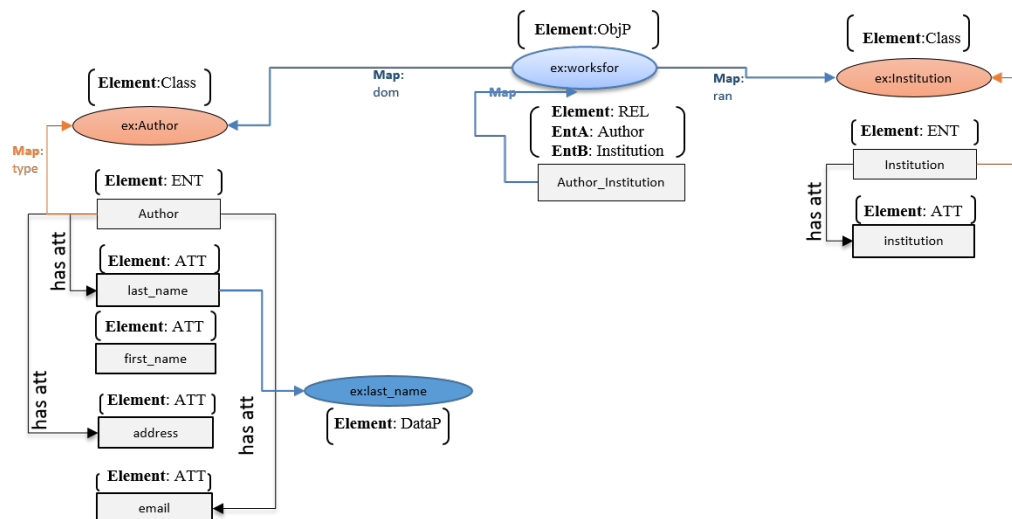 Element:ObjP
ex:worksfor
Element:Class
ex:Institution
Element:Class
ex:Author
Map:
dom
Map
Map:
ran
Element: REL
EntA: Author
EntB: Institution
Author_Institution
Element: ENT
Institution
has att
Element: ATT
institution
Map:
type
Element: ENT
Author
has att
Element: ATT
last_name
Element: ATT
first_name
has att
Element: ATT
address
has att
ex:last_name
Element: DataP
Element: ATT
email